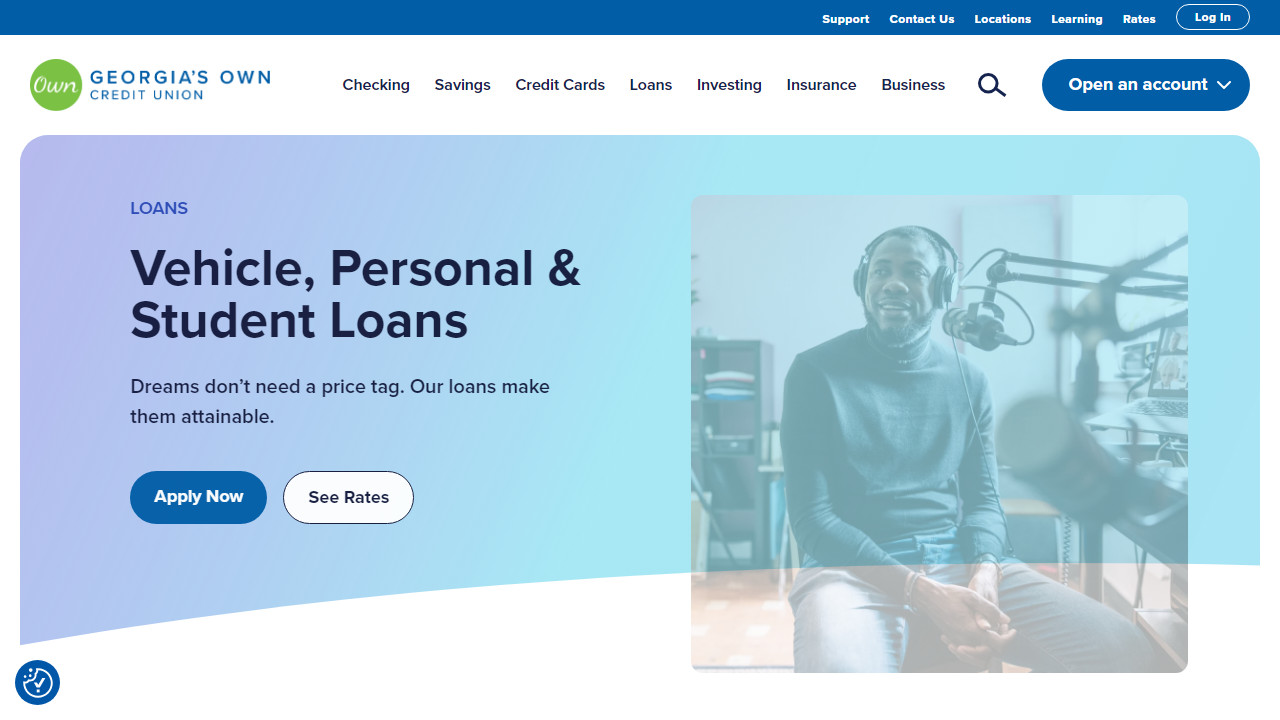 Support Contact Us Locations Learning Rates Log In
Own GEORGIA'S OWN
CREDIT UNION
Checking Savings Credit Cards Loans Investing Insurance Business Open an account
LOANS
Vehicle, Personal &
Student Loans
Dreams don’t need a price tag. Our loans make
them attainable.
Apply Now See Rates